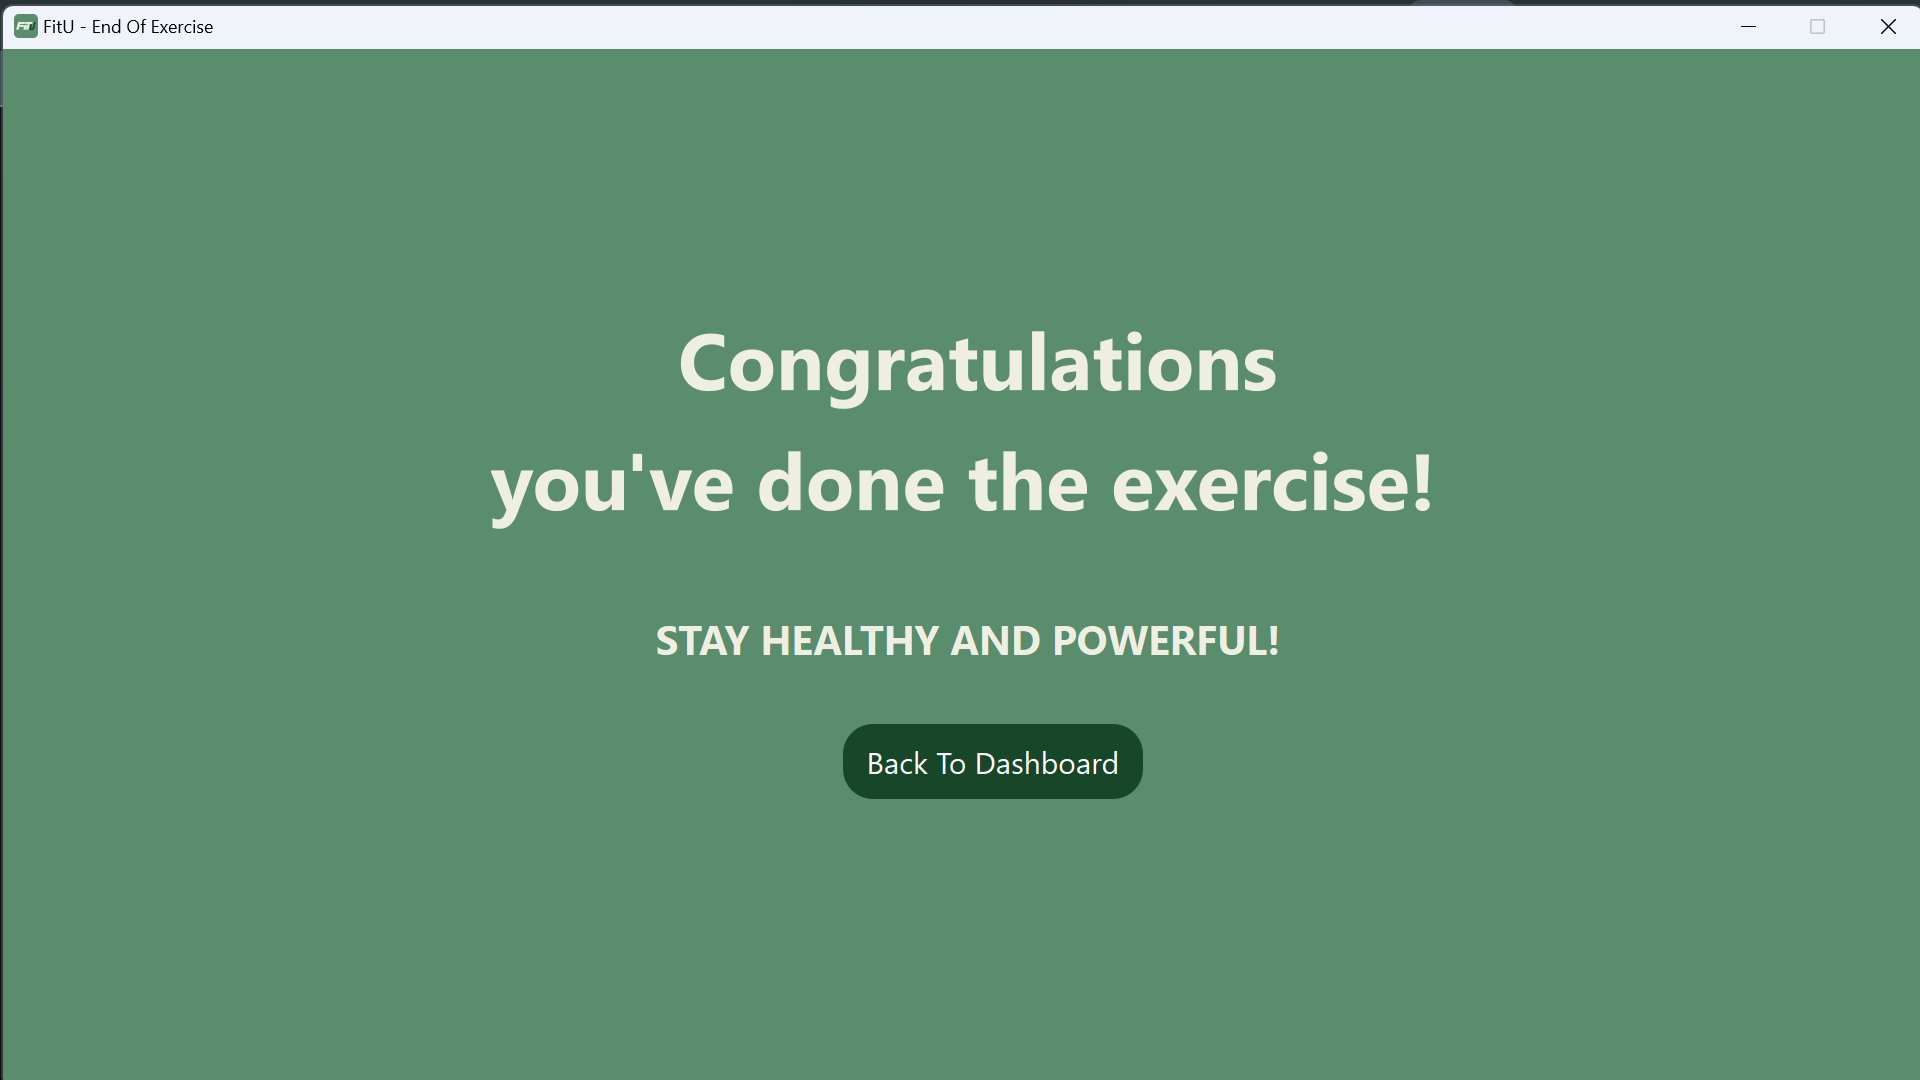 FitU - End Of Exercise
Congratulations
you've done the exercise!
STAY HEALTHY AND POWERFUL!
Back To Dashboard